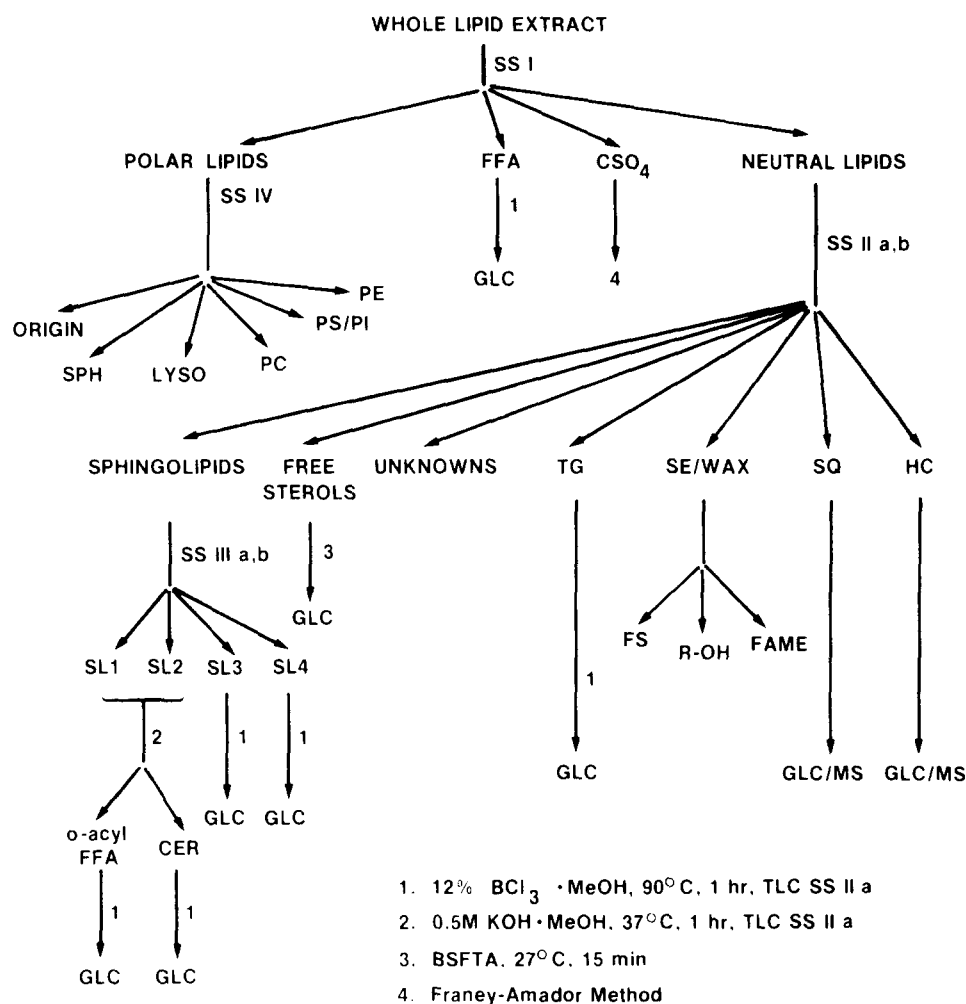 WHOLE LIPID EXTRACT
SS I
POLAR LIPIDS
FFA
CSO4
NEUTRAL LIPIDS
SS IV
1
SS II a,b
GLC
4
ORIGIN
SPH
LYSO
PC
PS/PI
PE
SPHINGOLIPIDS
FREE
STEROLS
UNKNOWNS
TG
SE/WAX
SQ
HC
SS III a,b
3
GLC
SL1
SL2
SL3
SL4
FS
R-OH
FAME
2
1
1
1
GLC
GLC/MS
GLC/MS
o-acyl
FFA
CER
GLC
GLC
1
1
GLC
GLC
1. 12% BCl3 · MeOH, 90°C, 1 hr, TLC SS II a
2. 0.5M KOH · MeOH, 37°C, 1 hr, TLC SS II a
3. BSFTA, 27°C, 15 min
4. Franey-Amador Method